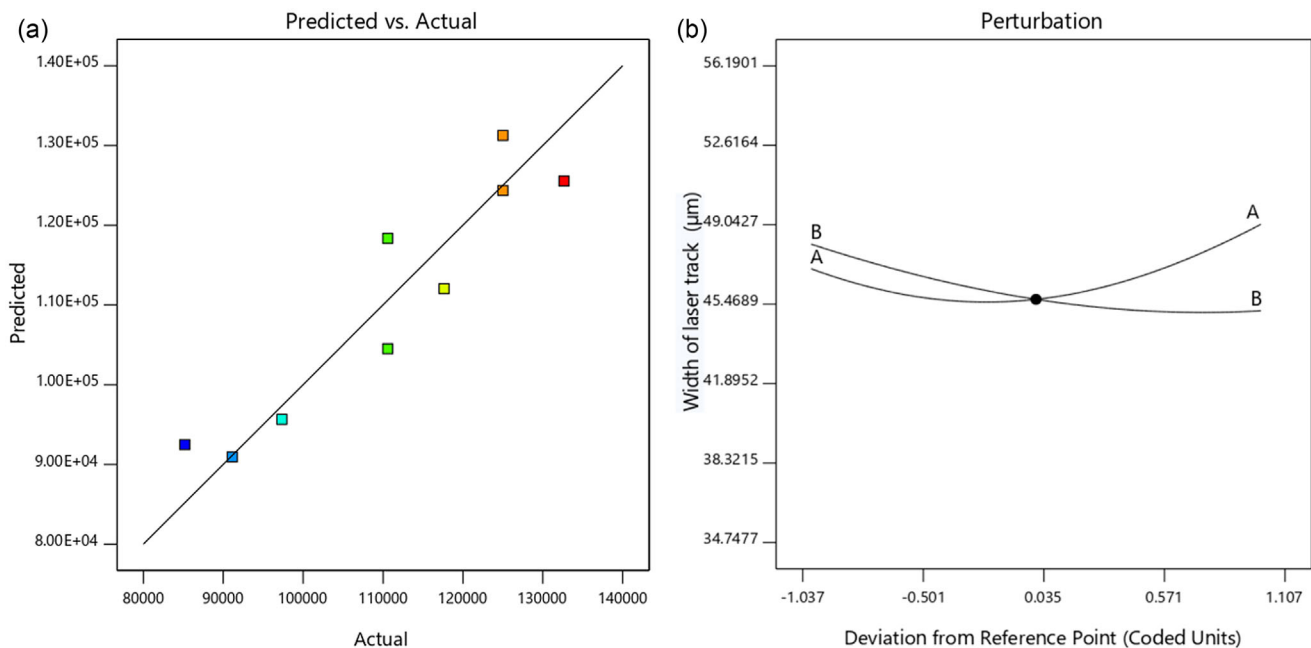 (a)
Predicted vs. Actual
1.40E+05
1.30E+05
1.20E+05
1.10E+05
1.00E+05
9.00E+04
8.00E+04
Predicted
80000 90000 100000 110000 120000 130000 140000
Actual
(b)
Perturbation
56.1901
52.6164
49.0427
45.4689
41.8952
38.3215
34.7477
Width of laser track (µm)
B
A
A
B
-1.037 -0.501 0.035 0.571 1.107
Deviation from Reference Point (Coded Units)